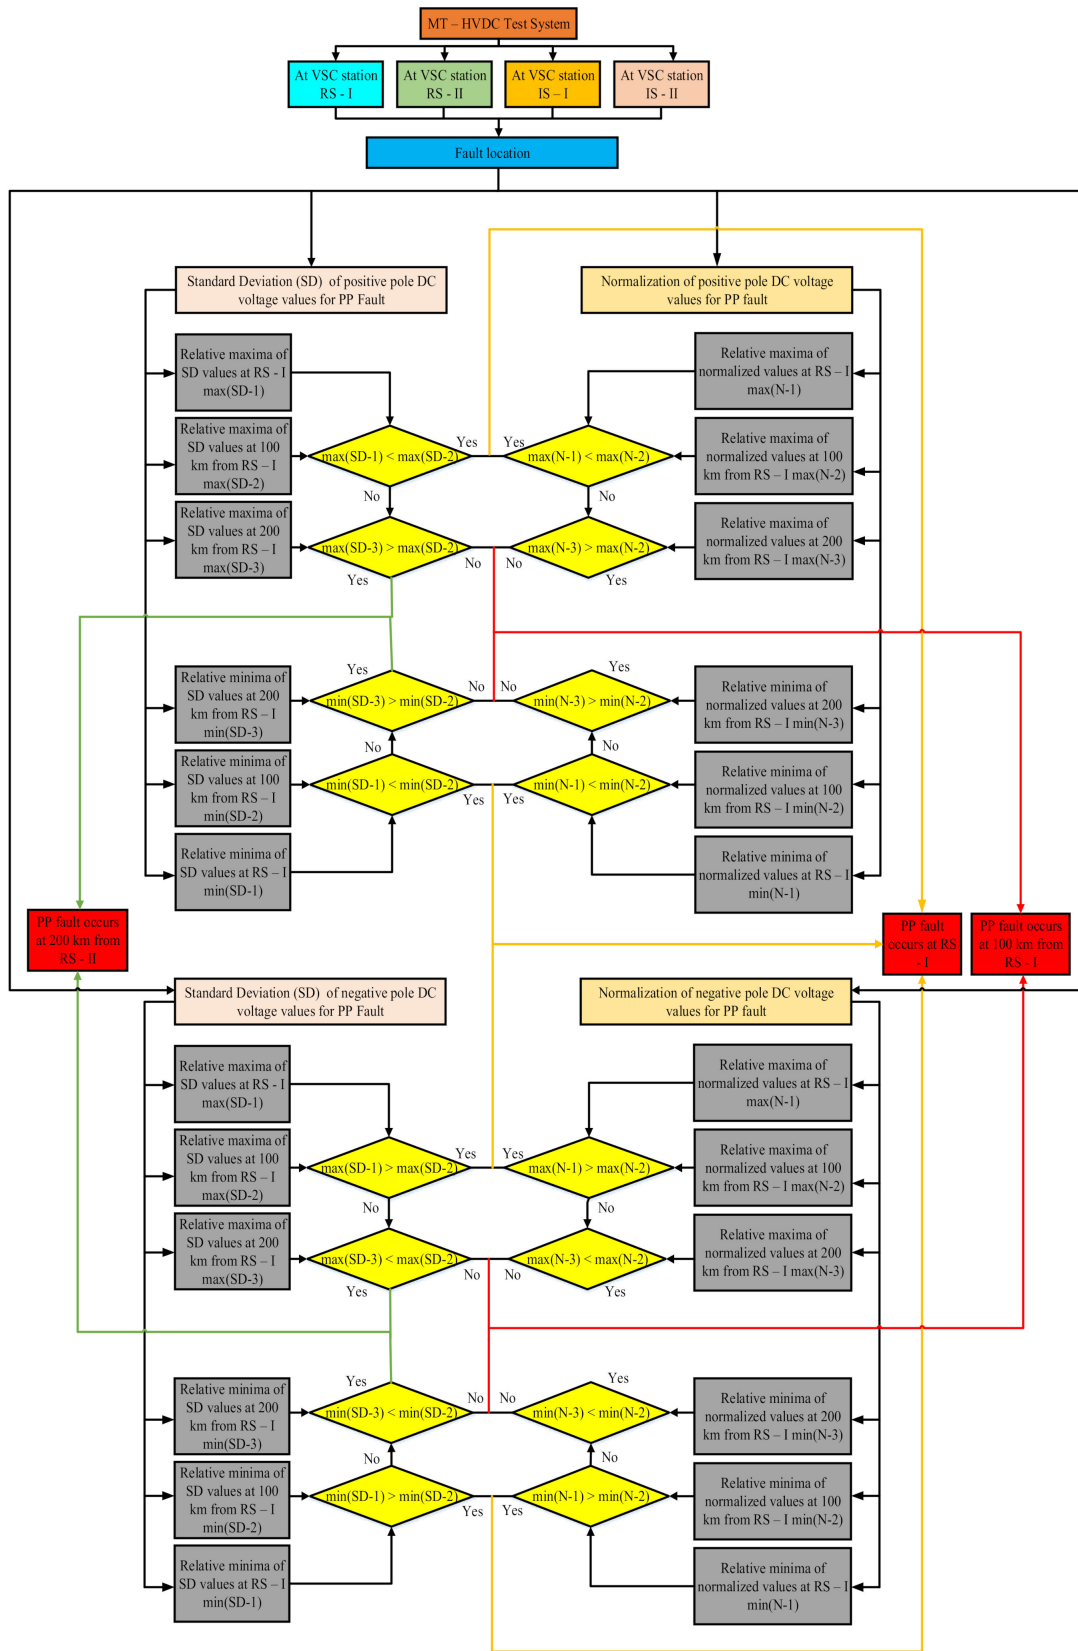 MT – HVDC Test System
At VSC station
RS - I
At VSC station
RS - II
At VSC station
IS – I
At VSC station
IS - II
Fault location
Standard Deviation (SD)  of positive pole DC
voltage values for PP Fault
Normalization of positive pole DC voltage
values for PP fault
Relative maxima of
SD values at RS - I
max(SD-1)
Relative maxima of
normalized values at RS – I
max(N-1)
Relative maxima of
SD values at 100
km from RS – I
max(SD-2)
max(SD-1) < max(SD-2)
Yes
No
Yes
max(N-1) < max(N-2)
No
Relative maxima of
normalized values at 100
km from RS – I max(N-2)
Relative maxima of
SD values at 200
km from RS – I
max(SD-3)
max(SD-3) > max(SD-2)
Yes
No
No
max(N-3) > max(N-2)
Yes
Relative maxima of
normalized values at 200
km from RS – I max(N-3)
Relative minima of
SD values at 200
km from RS – I
min(SD-3)
Yes
min(SD-3) > min(SD-2)
No
No
Yes
min(N-3) > min(N-2)
Relative minima of
normalized values at 200
km from RS – I min(N-3)
Relative minima of
SD values at 100
km from RS – I
min(SD-2)
No
min(SD-1) < min(SD-2)
Yes
Yes
No
min(N-1) < min(N-2)
Relative minima of
normalized values at 100
km from RS – I min(N-2)
Relative minima of
SD values at RS – I
min(SD-1)
Relative minima of
normalized values at RS – I
min(N-1)
PP fault occurs
at 200 km from
RS - II
PP fault
occurs at RS
- I
PP fault occurs
at 100 km from
RS - I
Standard Deviation (SD)  of negative pole DC
voltage values for PP Fault
Normalization of negative pole DC voltage
values for PP fault
Relative maxima of
SD values at RS - I
max(SD-1)
Relative maxima of
normalized values at RS – I
max(N-1)
Relative maxima of
SD values at 100
km from RS – I
max(SD-2)
max(SD-1) > max(SD-2)
Yes
No
Yes
max(N-1) > max(N-2)
No
Relative maxima of
normalized values at 100
km from RS – I max(N-2)
Relative maxima of
SD values at 200
km from RS – I
max(SD-3)
max(SD-3) < max(SD-2)
Yes
No
No
max(N-3) < max(N-2)
Yes
Relative maxima of
normalized values at 200
km from RS – I max(N-3)
Relative minima of
SD values at 200
km from RS – I
min(SD-3)
Yes
min(SD-3) < min(SD-2)
No
No
Yes
min(N-3) < min(N-2)
Relative minima of
normalized values at 200
km from RS – I min(N-3)
Relative minima of
SD values at 100
km from RS – I
min(SD-2)
No
min(SD-1) > min(SD-2)
Yes
Yes
No
min(N-1) > min(N-2)
Relative minima of
normalized values at 100
km from RS – I min(N-2)
Relative minima of
SD values at RS – I
min(SD-1)
Relative minima of
normalized values at RS – I
min(N-1)